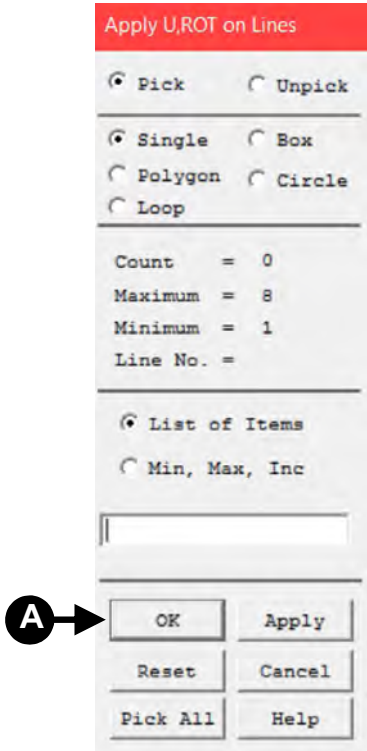 Apply U,ROT on Lines
Pick Unpick
Single Box
Polygon Circle
Loop
Count = 0
Maximum = 8
Minimum = 1
Line No. =
List of Items
Min, Max, Inc
A OK Apply
Reset Cancel
Pick All Help